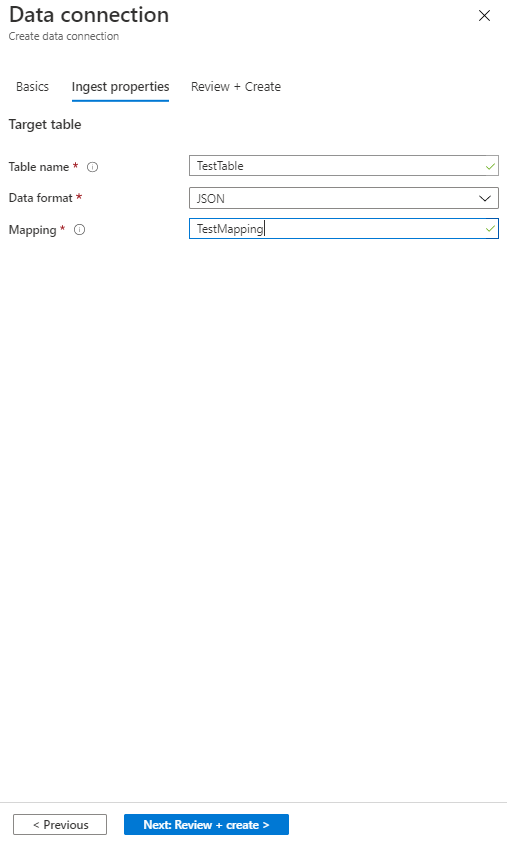 Data connection
Create data connection
Basics Ingest properties Review + Create
Target table
Table name * TestTable
Data format * JSON
Mapping * TestMapping
< Previous Next: Review + create >